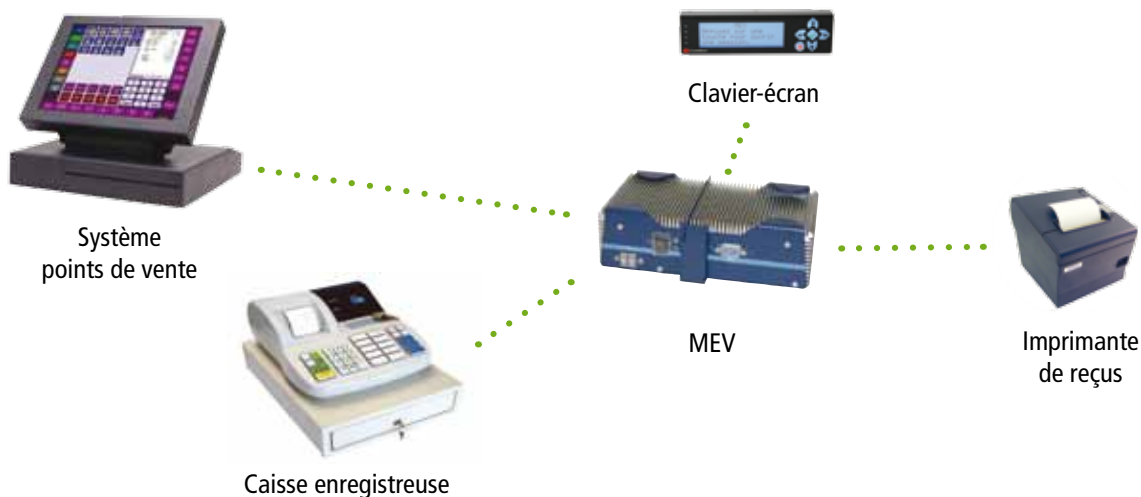 Clavier-écran
Système
points de vente
MEV
Imprimante
de reçus
Caisse enregistreuse